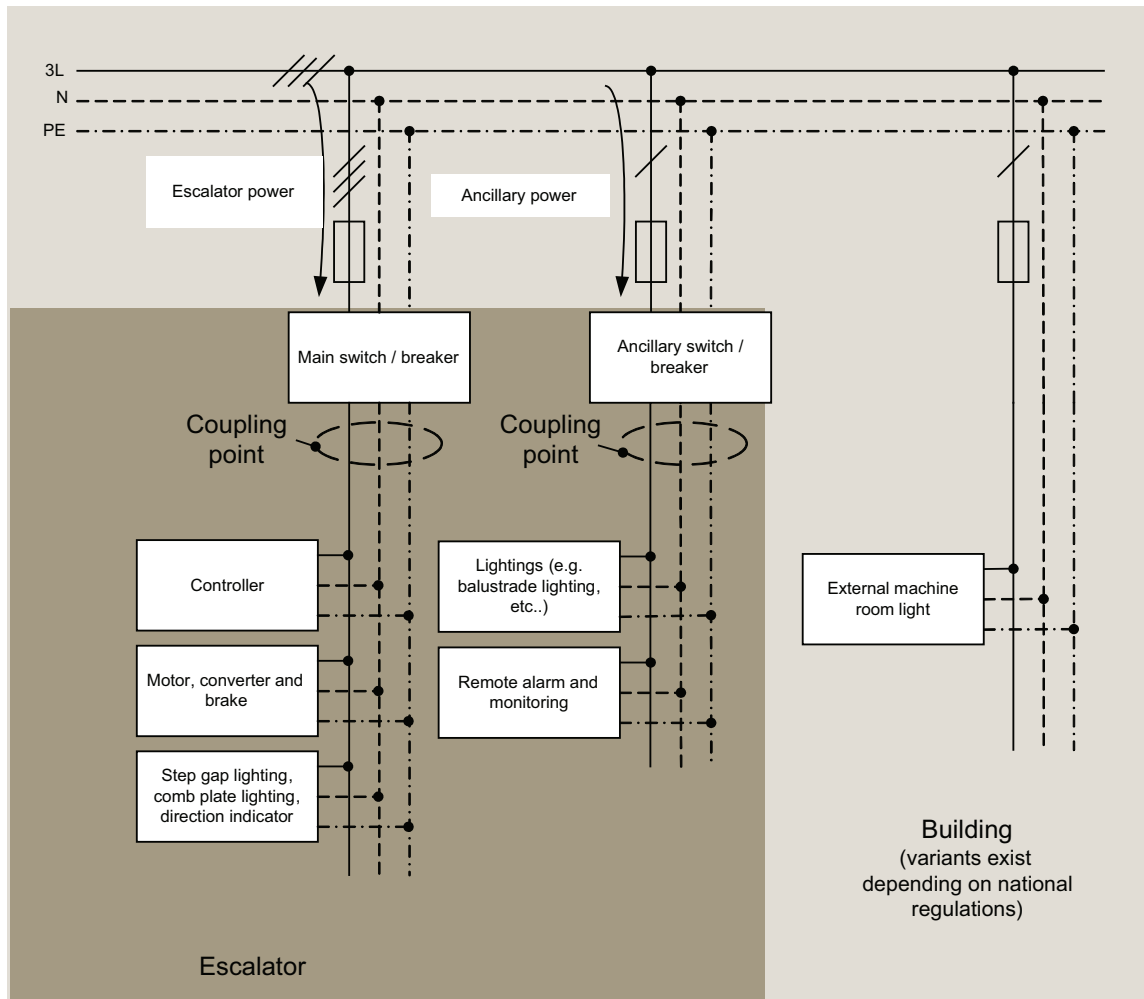 3L
N
PE
Escalator power
Ancillary power
Main switch / breaker
Ancillary switch /
breaker
Coupling
point
Coupling
point
Controller
Lightings (e.g.
balustrade lighting,
etc..)
External machine
room light
Motor, converter and
brake
Remote alarm and
monitoring
Step gap lighting,
comb plate lighting,
direction indicator
Building
(variants exist
depending on national
regulations)
Escalator